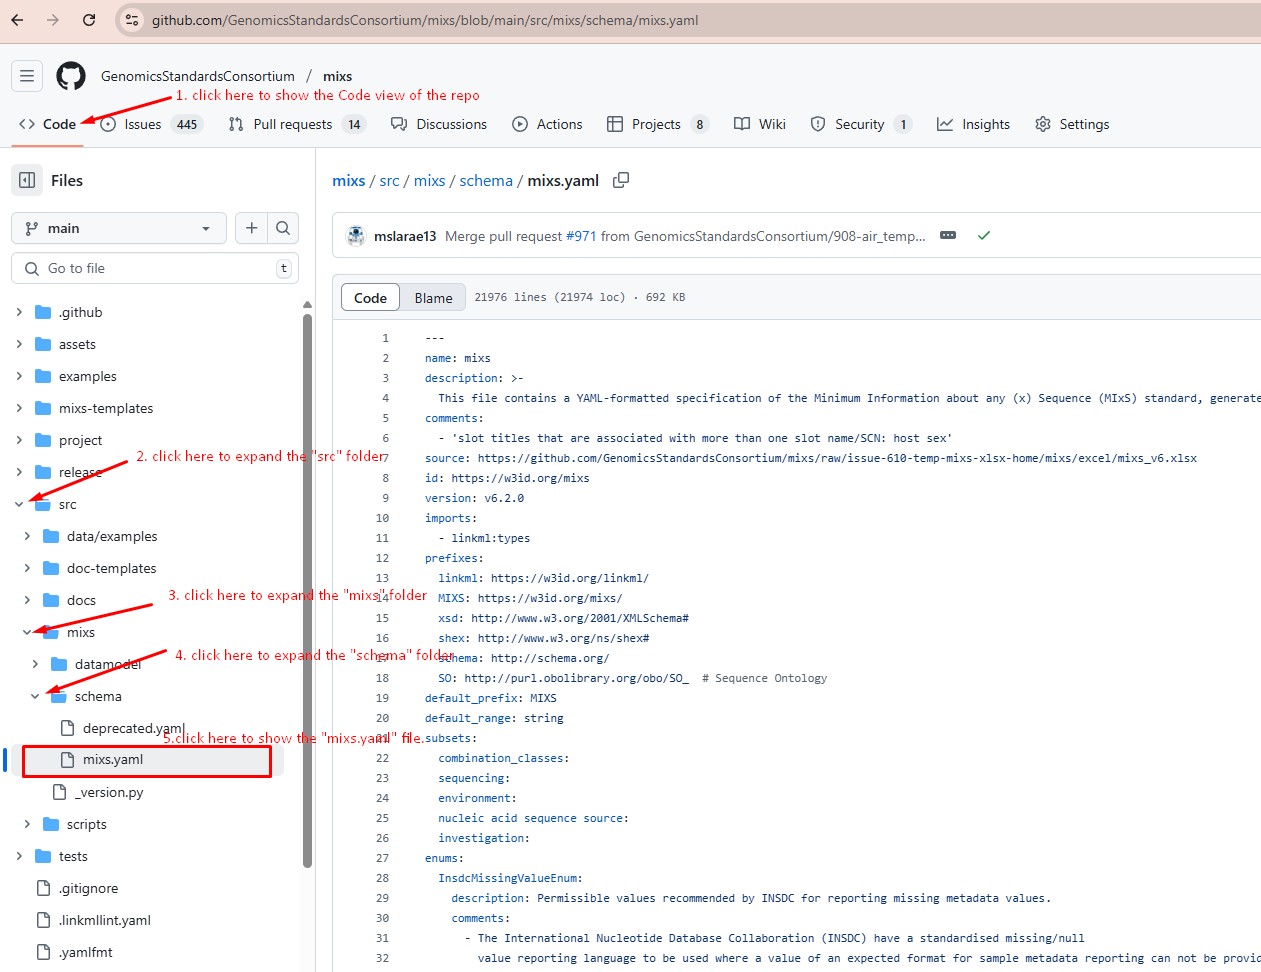 github.com/GenomicsStandardsConsortium/mixs/blob/main/src/mixs/schema/mixs.yaml
GenomicsStandardsConsortium / mixs
1. click here to show the Code view of the repo
<> Code Issues 445 Pull requests 14 Discussions Actions Projects 8 Wiki Security 1 Insights Settings
Files
main
Go to file t
.github
assets
examples
mixs-templates
project
2. click here to expand the "src" folder
release
src
data/examples
doc-templates
docs
3. click here to expand the "mixs" folder
mixs
4. click here to expand the "schema" folder
datamodel
schema
deprecated.yaml
5.click here to show the "mixs.yaml" file.
mixs.yaml
_version.py
scripts
tests
.gitignore
.linkmllint.yaml
.yamlfmt
mixs / src / mixs / schema / mixs.yaml
mslarae13 Merge pull request #971 from GenomicsStandardsConsortium/908-air_temp...
Code Blame 21976 lines (21974 loc) · 692 KB
1 ---
2 name: mixs
3 description: >-
4 This file contains a YAML-formatted specification of the Minimum Information about any (x) Sequence (MIxS) standard, generate
5 comments:
6 - 'slot titles that are associated with more than one slot name/SCN: host sex'
7 source: https://github.com/GenomicsStandardsConsortium/mixs/raw/issue-610-temp-mixs-xlsx-home/mixs/excel/mixs_v6.xlsx
8 id: https://w3id.org/mixs
9 version: v6.2.0
10 imports:
11 - linkml:types
12 prefixes:
13 linkml: https://w3id.org/linkml/
14 MIXS: https://w3id.org/mixs/
15 xsd: http://www.w3.org/2001/XMLSchema#
16 shex: http://www.w3.org/ns/shex#
17 schema: http://schema.org/
18 SO: http://purl.obolibrary.org/obo/SO_ # Sequence Ontology
19 default_prefix: MIXS
20 default_range: string
21 subsets:
22 combination_classes:
23 sequencing:
24 environment:
25 nucleic acid sequence source:
26 investigation:
27 enums:
28 InsdcMissingValueEnum:
29 description: Permissible values recommended by INSDC for reporting missing metadata values.
30 comments:
31 - The International Nucleotide Database Collaboration (INSDC) have a standardised missing/null
32 value reporting language to be used where a value of an expected format for sample metadata reporting can not be provid